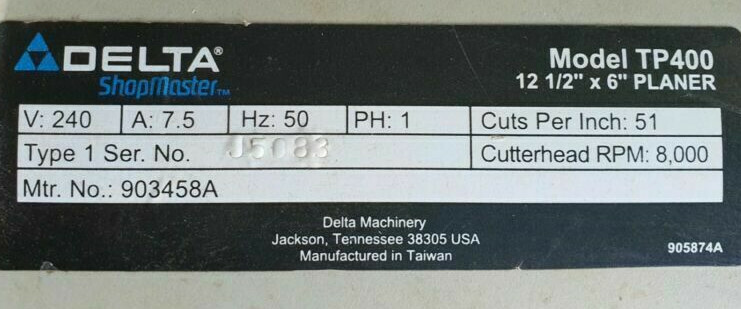 DELTA®
ShopMaster™
Model TP400
12 1/2" x 6" PLANER
V: 240 A: 7.5 Hz: 50 PH: 1 Cuts Per Inch: 51
Type 1 Ser. No. J5083 Cutterhead RPM: 8,000
Mtr. No.: 903458A
Delta Machinery
Jackson, Tennessee 38305 USA
Manufactured in Taiwan
905874A